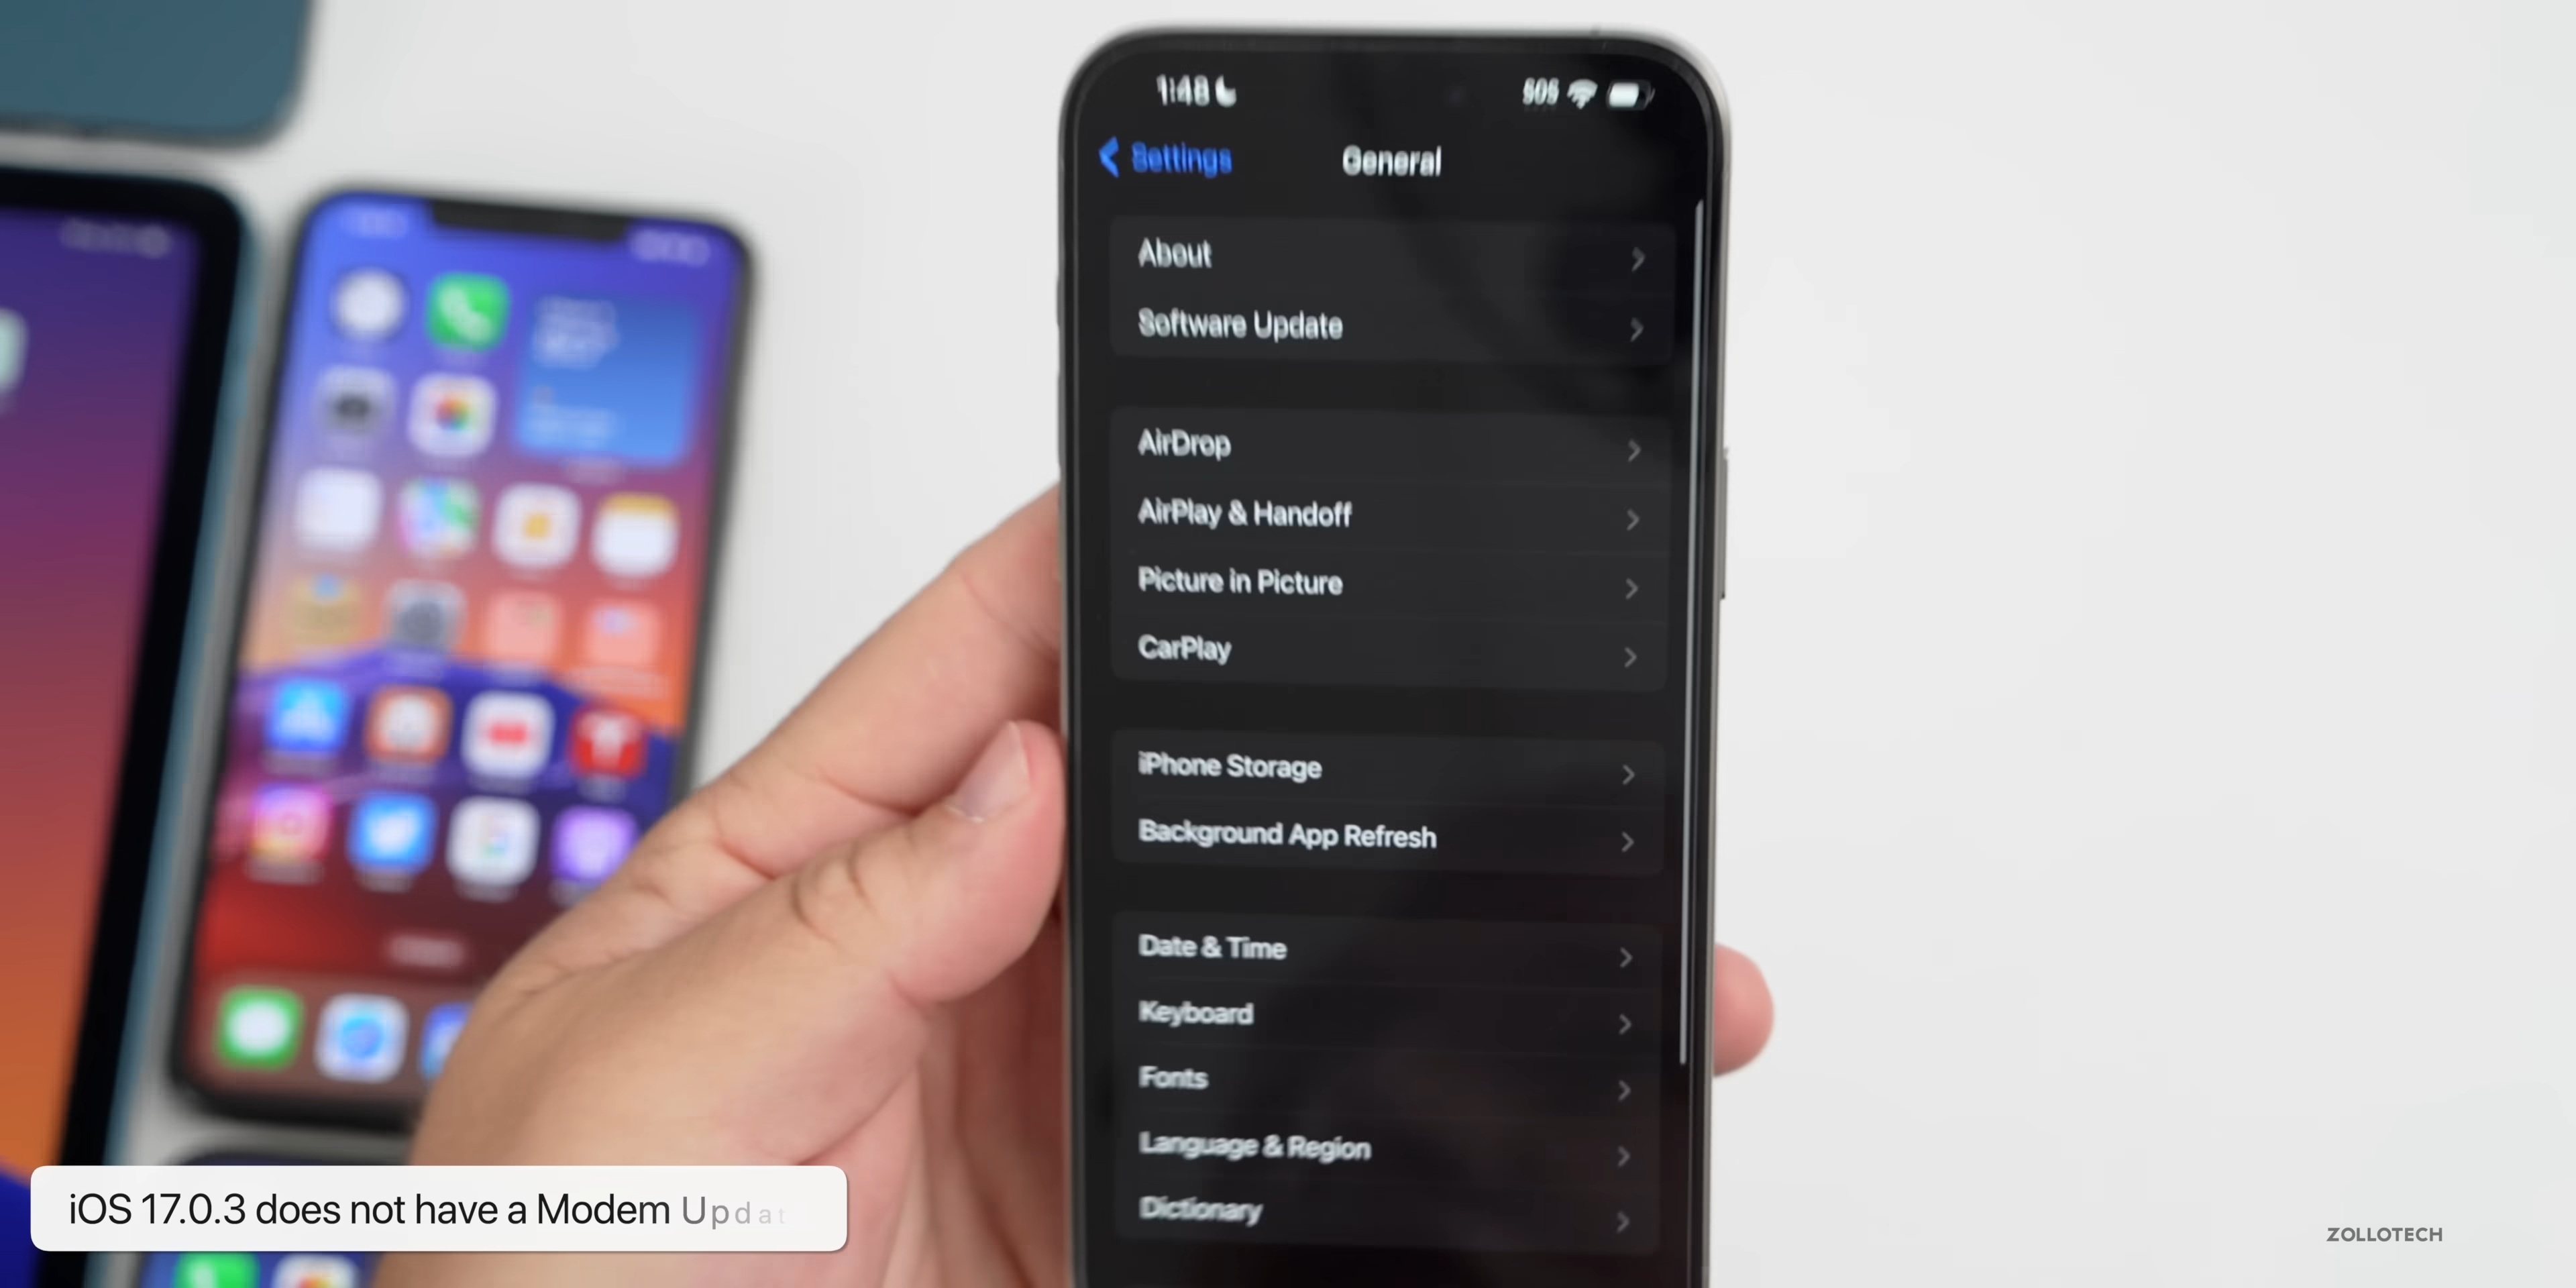 1:48
SOS
Settings
General
About
Software Update
AirDrop
AirPlay & Handoff
Picture in Picture
CarPlay
iPhone Storage
Background App Refresh
Date & Time
Keyboard
Fonts
Language & Region
Dictionary
iOS 17.0.3 does not have a Modem Updat
ZOLLOTECH